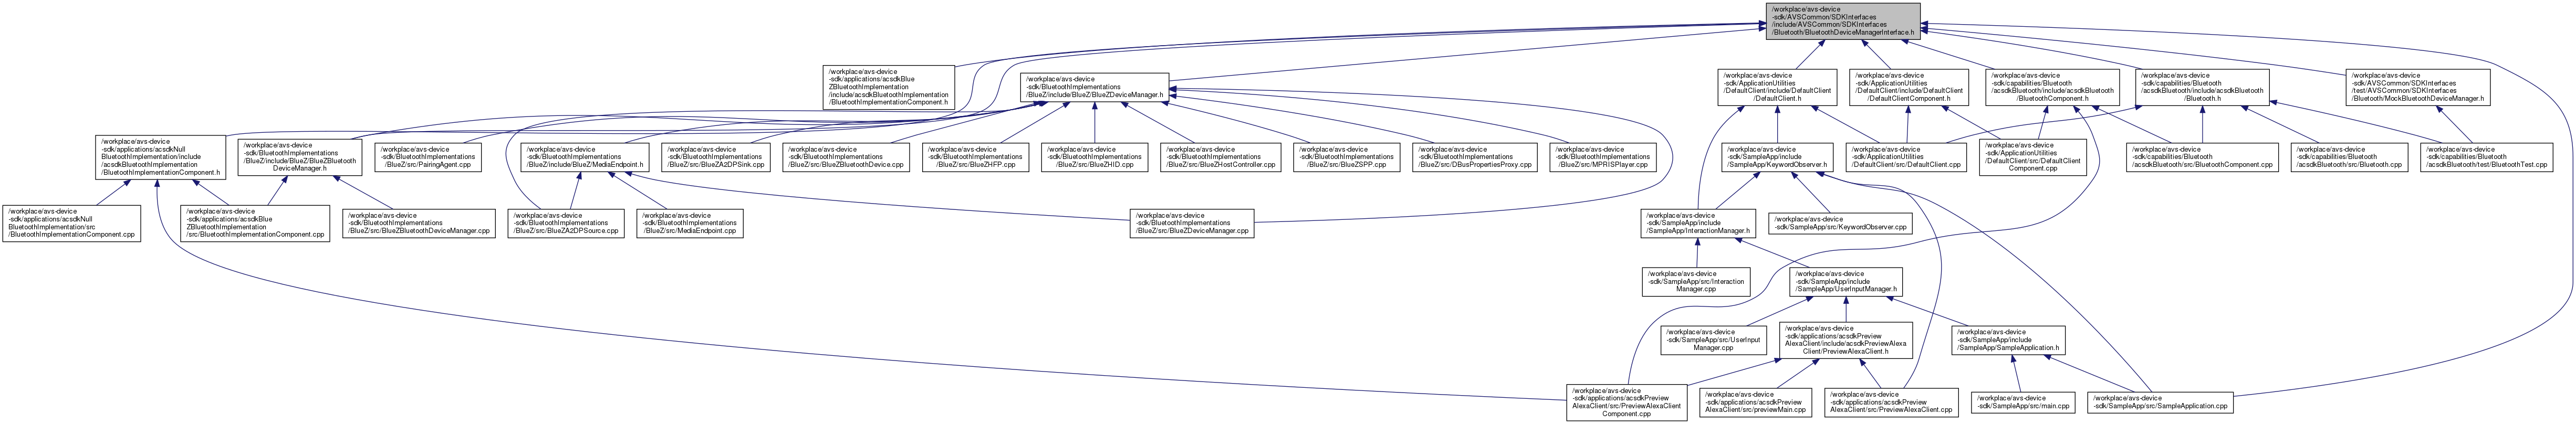 /workplace/avs-device
-sdk/AVSCommon/SDKInterfaces
/include/AVSCommon/SDKInterfaces
/Bluetooth/BluetoothDeviceManagerInterface.h
/workplace/avs-device
-sdk/applications/acsdkBlue
ZBluetoothImplementation
/include/acsdkBluetoothImplementation
/BluetoothImplementationComponent.h
/workplace/avs-device
-sdk/BluetoothImplementations
/BlueZ/include/BlueZ/BlueZDeviceManager.h
/workplace/avs-device
-sdk/ApplicationUtilities
/DefaultClient/include/DefaultClient
/DefaultClient.h
/workplace/avs-device
-sdk/ApplicationUtilities
/DefaultClient/include/DefaultClient
/DefaultClientComponent.h
/workplace/avs-device
-sdk/capabilities/Bluetooth
/acsdkBluetooth/include/acsdkBluetooth
/BluetoothComponent.h
/workplace/avs-device
-sdk/capabilities/Bluetooth
/acsdkBluetooth/include/acsdkBluetooth
/Bluetooth.h
/workplace/avs-device
-sdk/AVSCommon/SDKInterfaces
/test/AVSCommon/SDKInterfaces
/Bluetooth/MockBluetoothDeviceManager.h
/workplace/avs-device
-sdk/applications/acsdkNull
BluetoothImplementation/include
/acsdkBluetoothImplementation
/BluetoothImplementationComponent.h
/workplace/avs-device
-sdk/BluetoothImplementations
/BlueZ/include/BlueZ/BlueZBluetooth
DeviceManager.h
/workplace/avs-device
-sdk/BluetoothImplementations
/BlueZ/src/PairingAgent.cpp
/workplace/avs-device
-sdk/BluetoothImplementations
/BlueZ/include/BlueZ/MediaEndpoint.h
/workplace/avs-device
-sdk/BluetoothImplementations
/BlueZ/src/BlueZA2DPSink.cpp
/workplace/avs-device
-sdk/BluetoothImplementations
/BlueZ/src/BlueZBluetoothDevice.cpp
/workplace/avs-device
-sdk/BluetoothImplementations
/BlueZ/src/BlueZHFP.cpp
/workplace/avs-device
-sdk/BluetoothImplementations
/BlueZ/src/BlueZHID.cpp
/workplace/avs-device
-sdk/BluetoothImplementations
/BlueZ/src/BlueZHostController.cpp
/workplace/avs-device
-sdk/BluetoothImplementations
/BlueZ/src/BlueZSPP.cpp
/workplace/avs-device
-sdk/BluetoothImplementations
/BlueZ/src/DBusPropertiesProxy.cpp
/workplace/avs-device
-sdk/BluetoothImplementations
/BlueZ/src/MPRISPlayer.cpp
/workplace/avs-device
-sdk/SampleApp/include
/SampleApp/KeywordObserver.h
/workplace/avs-device
-sdk/ApplicationUtilities
/DefaultClient/src/DefaultClient.cpp
/workplace/avs-device
-sdk/ApplicationUtilities
/DefaultClient/src/DefaultClient
Component.cpp
/workplace/avs-device
-sdk/capabilities/Bluetooth
/acsdkBluetooth/src/BluetoothComponent.cpp
/workplace/avs-device
-sdk/capabilities/Bluetooth
/acsdkBluetooth/src/Bluetooth.cpp
/workplace/avs-device
-sdk/capabilities/Bluetooth
/acsdkBluetooth/test/BluetoothTest.cpp
/workplace/avs-device
-sdk/applications/acsdkNull
BluetoothImplementation/src
/BluetoothImplementationComponent.cpp
/workplace/avs-device
-sdk/applications/acsdkBlue
ZBluetoothImplementation
/src/BluetoothImplementationComponent.cpp
/workplace/avs-device
-sdk/BluetoothImplementations
/BlueZ/src/BlueZBluetoothDeviceManager.cpp
/workplace/avs-device
-sdk/BluetoothImplementations
/BlueZ/src/BlueZA2DPSource.cpp
/workplace/avs-device
-sdk/BluetoothImplementations
/BlueZ/src/MediaEndpoint.cpp
/workplace/avs-device
-sdk/BluetoothImplementations
/BlueZ/src/BlueZDeviceManager.cpp
/workplace/avs-device
-sdk/SampleApp/include
/SampleApp/InteractionManager.h
/workplace/avs-device
-sdk/SampleApp/src/KeywordObserver.cpp
/workplace/avs-device
-sdk/SampleApp/src/Interaction
Manager.cpp
/workplace/avs-device
-sdk/SampleApp/include
/SampleApp/UserInputManager.h
/workplace/avs-device
-sdk/SampleApp/src/UserInput
Manager.cpp
/workplace/avs-device
-sdk/applications/acsdkPreview
AlexaClient/include/acsdkPreviewAlexa
Client/PreviewAlexaClient.h
/workplace/avs-device
-sdk/SampleApp/include
/SampleApp/SampleApplication.h
/workplace/avs-device
-sdk/applications/acsdkPreview
AlexaClient/src/PreviewAlexaClient
Component.cpp
/workplace/avs-device
-sdk/applications/acsdkPreview
AlexaClient/src/previewMain.cpp
/workplace/avs-device
-sdk/applications/acsdkPreview
AlexaClient/src/PreviewAlexaClient.cpp
/workplace/avs-device
-sdk/SampleApp/src/main.cpp
/workplace/avs-device
-sdk/SampleApp/src/SampleApplication.cpp